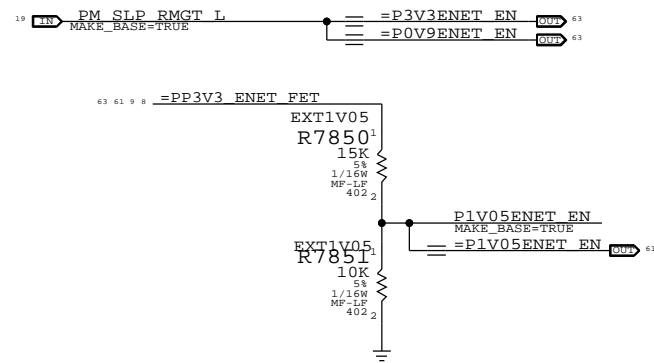 19 IN PM_SLP_RMGT_L =P3V3ENET_EN OUT 63
MAKE_BASE=TRUE
=P0V9ENET_EN OUT 63
63 61 9 8 =PP3V3_ENET_FET
EXT1V05
R7850 1
15K
5%
1/16W
MF-LF
402 2
P1V05ENET_EN
MAKE_BASE=TRUE
EXT1V05
=P1V05ENET_EN OUT 61
R7851 1
10K
5%
1/16W
MF-LF
402 2